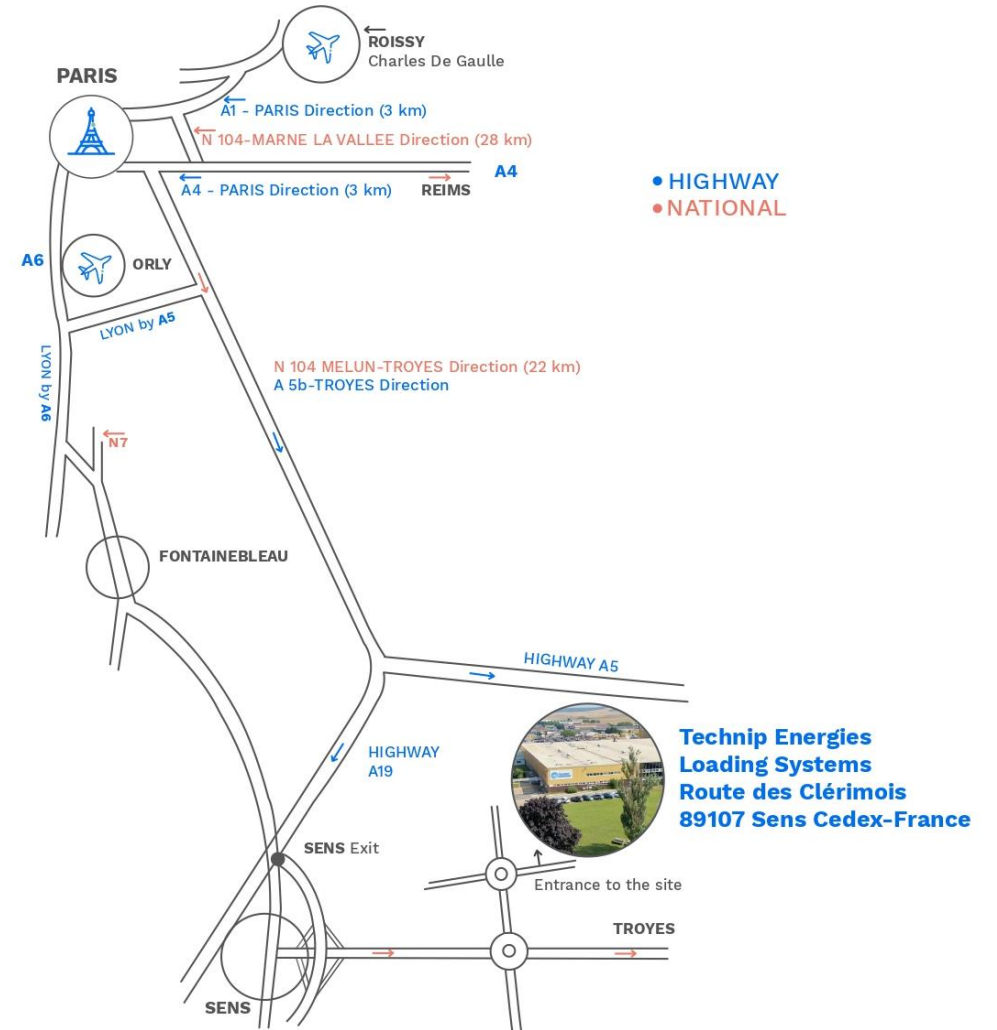 ROISSY
Charles De Gaulle
PARIS
A1 - PARIS Direction (3 km)
N 104-MARNE LA VALLEE Direction (28 km)
A4
A4 - PARIS Direction (3 km)
REIMS
HIGHWAY
NATIONAL
A6
ORLY
LYON by A5
LYON by A6
N 104 MELUN-TROYES Direction (22 km)
A 5b-TROYES Direction
N7
FONTAINEBLEAU
HIGHWAY A5
Technip Energies
Loading Systems
Route des Clérimois
89107 Sens Cedex-France
HIGHWAY
A19
SENS Exit
Entrance to the site
TROYES
SENS